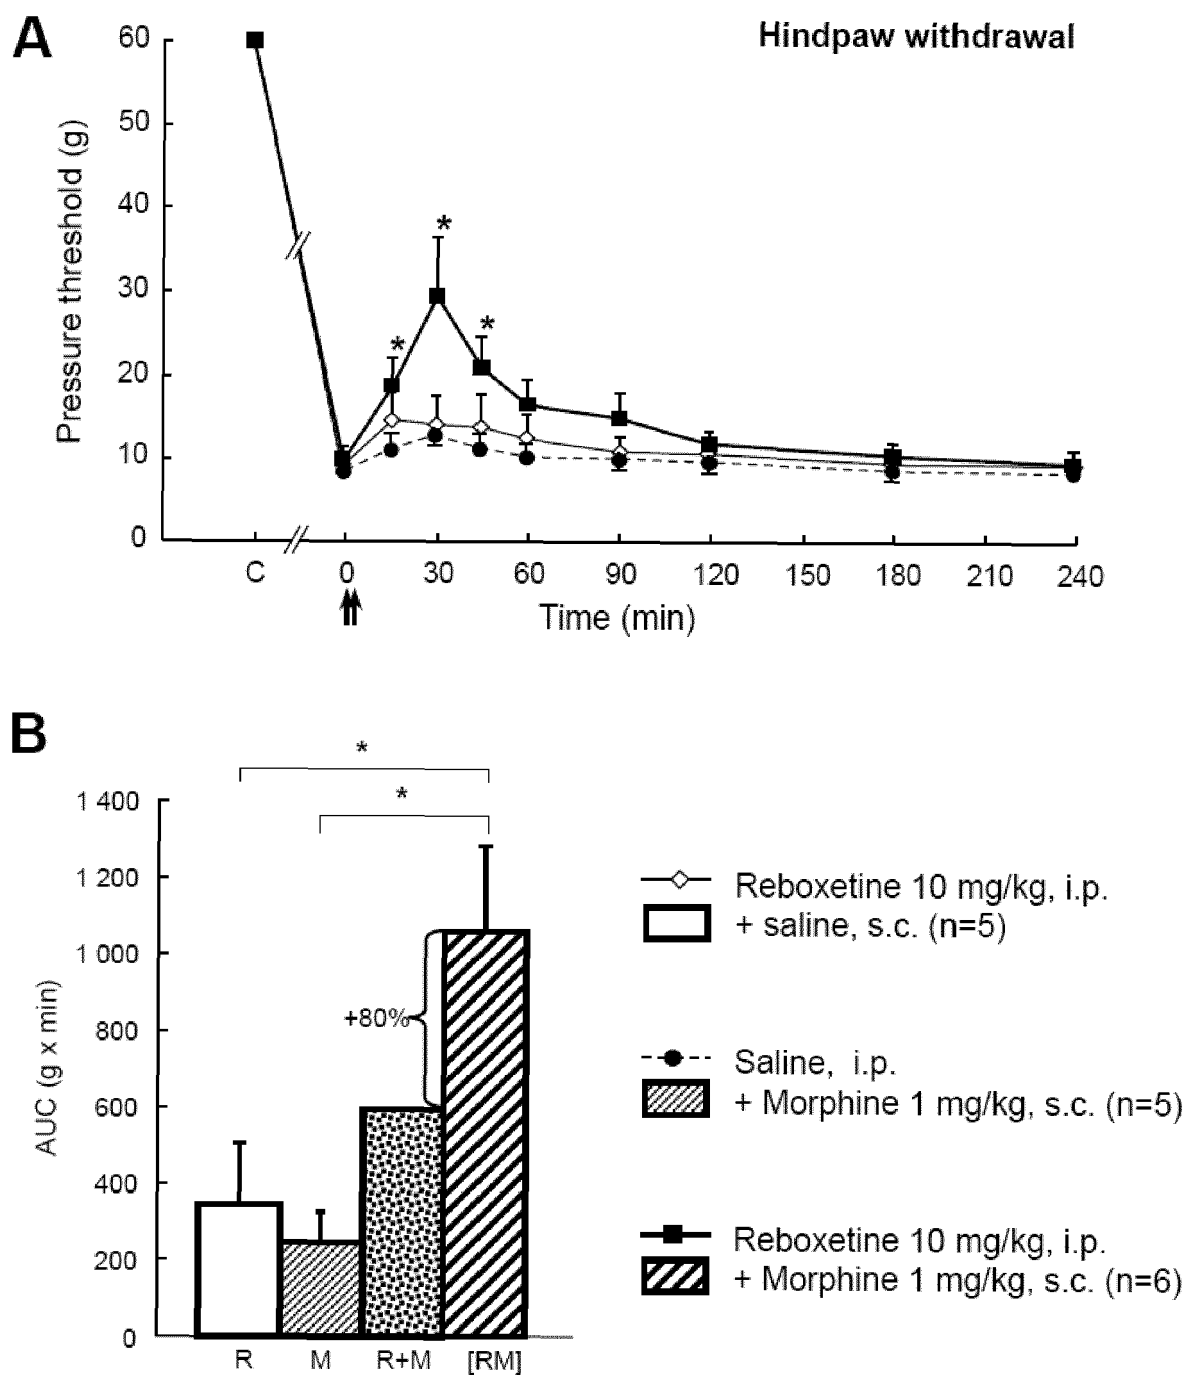 A
Hindpaw withdrawal
Pressure threshold (g)
60
50
40
30
20
10
0
*
*
*
C
0
30
60
90
120
150
180
210
240
Time (min)
B
*
*
AUC (g x min)
1 400
1 200
1 000
800
600
400
200
0
+80%
R
M
R+M
[RM]
Reboxetine 10 mg/kg, i.p.
+ saline, s.c. (n=5)
Saline, i.p.
+ Morphine 1 mg/kg, s.c. (n=5)
Reboxetine 10 mg/kg, i.p.
+ Morphine 1 mg/kg, s.c. (n=6)